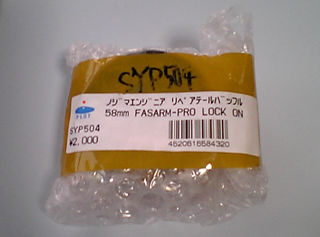 SYP504
ﾉｼﾞﾏｴﾝｼﾞﾆｱ ﾘﾍﾟｱﾃｰﾙﾊﾞｯﾌﾙ
58mm FASARM-PRO LOCK ON
SYP504
¥2,000
4520616584320